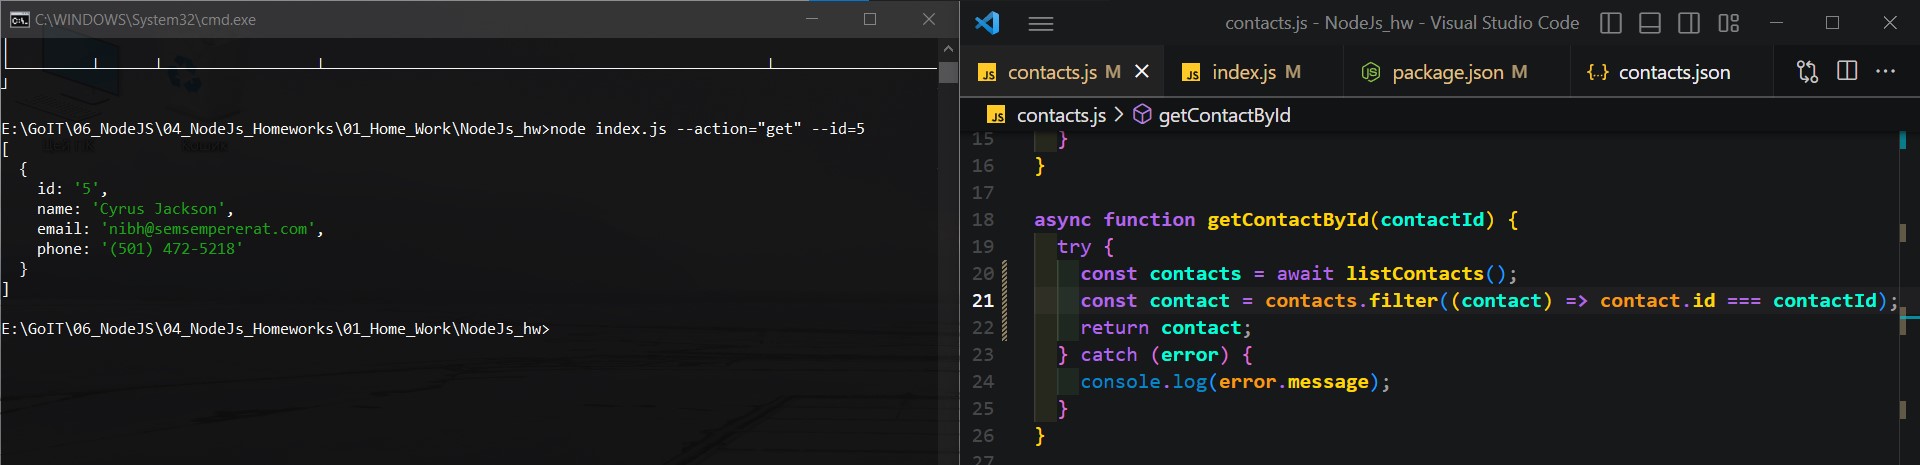 C:\WINDOWS\System32\cmd.exe
E:\GoIT\06_NodeJS\04_NodeJs_Homeworks\01_Home_Work\NodeJs_hw>node index.js --action="get" --id=5
[
{
id: '5',
name: 'Cyrus Jackson',
email: 'nibh@semsempererat.com',
phone: '(501) 472-5218'
}
]
E:\GoIT\06_NodeJS\04_NodeJs_Homeworks\01_Home_Work\NodeJs_hw>
contacts.js - NodeJs_hw - Visual Studio Code
JS contacts.js M JS index.js M JS package.json M {..} contacts.json
JS contacts.js > getContactById
15 }
16 }
17
18 async function getContactById(contactId) {
19 try {
20 const contacts = await listContacts();
21 const contact = contacts.filter((contact) => contact.id === contactId);
22 return contact;
23 } catch (error) {
24 console.log(error.message);
25 }
26 }
27